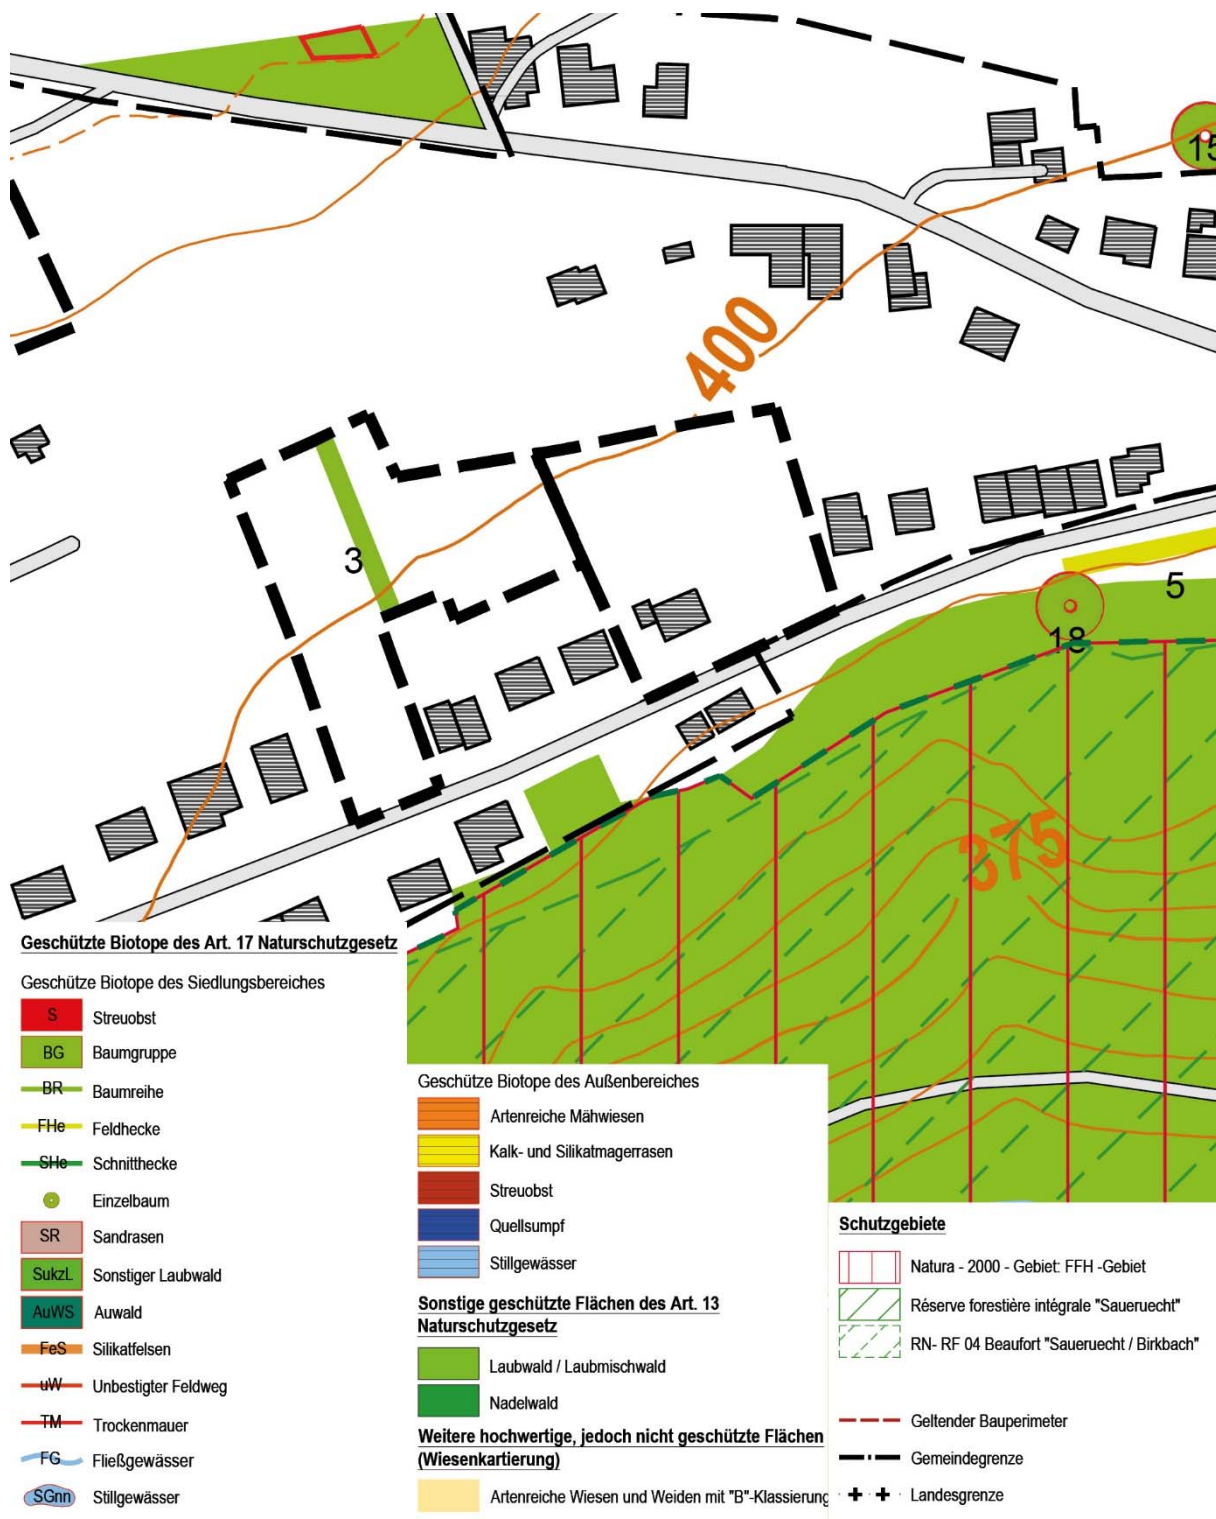 15
400
3
5
18
375
Geschützte Biotope des Art. 17 Naturschutzgesetz
Geschütze Biotope des Siedlungsbereiches
S Streuobst
BG Baumgruppe
BR Baumreihe
FHe Feldhecke
SHe Schnitthecke
Einzelbaum
SR Sandrasen
SukzL Sonstiger Laubwald
AuWS Auwald
FeS Silikatfelsen
uW Unbestigter Feldweg
TM Trockenmauer
FG Fließgewässer
SGnn Stillgewässer
Geschütze Biotope des Außenbereiches
Artenreiche Mähwiesen
Kalk- und Silikatmagerrasen
Streuobst
Quellsumpf
Stillgewässer
Sonstige geschützte Flächen des Art. 13
Naturschutzgesetz
Laubwald / Laubmischwald
Nadelwald
Weitere hochwertige, jedoch nicht geschützte Flächen
(Wiesenkartierung)
Artenreiche Wiesen und Weiden mit "B"-Klassierung
Schutzgebiete
Natura - 2000 - Gebiet: FFH -Gebiet
Réserve forestière intégrale "Saueruecht"
RN- RF 04 Beaufort "Saueruecht / Birkbach"
Geltender Bauperimeter
Gemeindegrenze
Landesgrenze